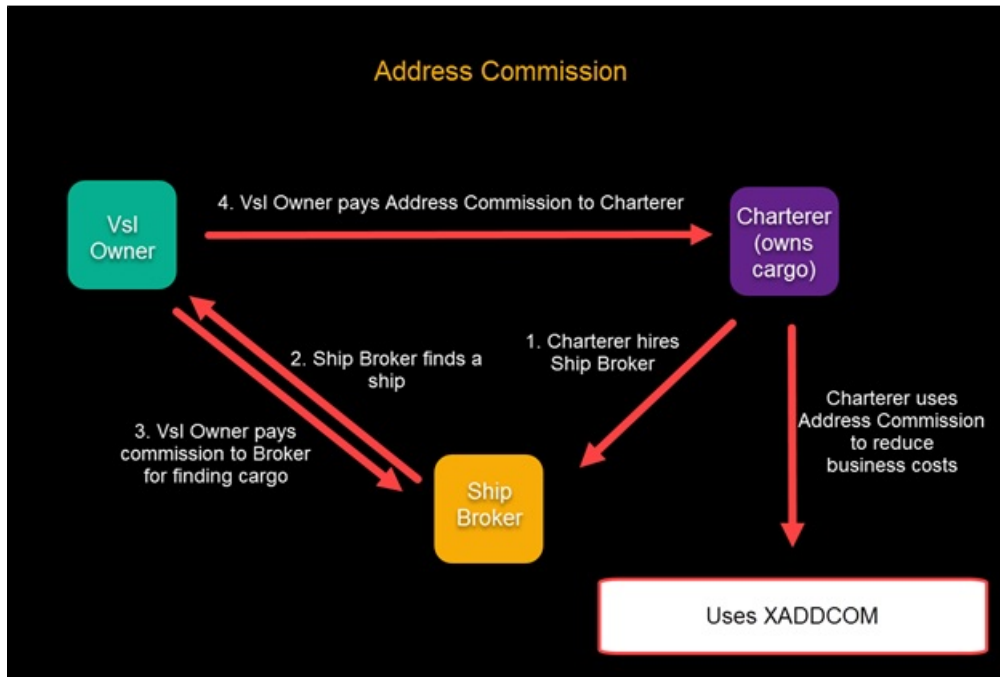 Address Commission
Vsl
Owner
4. Vsl Owner pays Address Commission to Charterer
Charterer
(owns
cargo)
1. Charterer hires
Ship Broker
2. Ship Broker finds a
ship
3. Vsl Owner pays
commission to Broker
for finding cargo
Ship
Broker
Charterer uses
Address Commission
to reduce
business costs
Uses XADDCOM